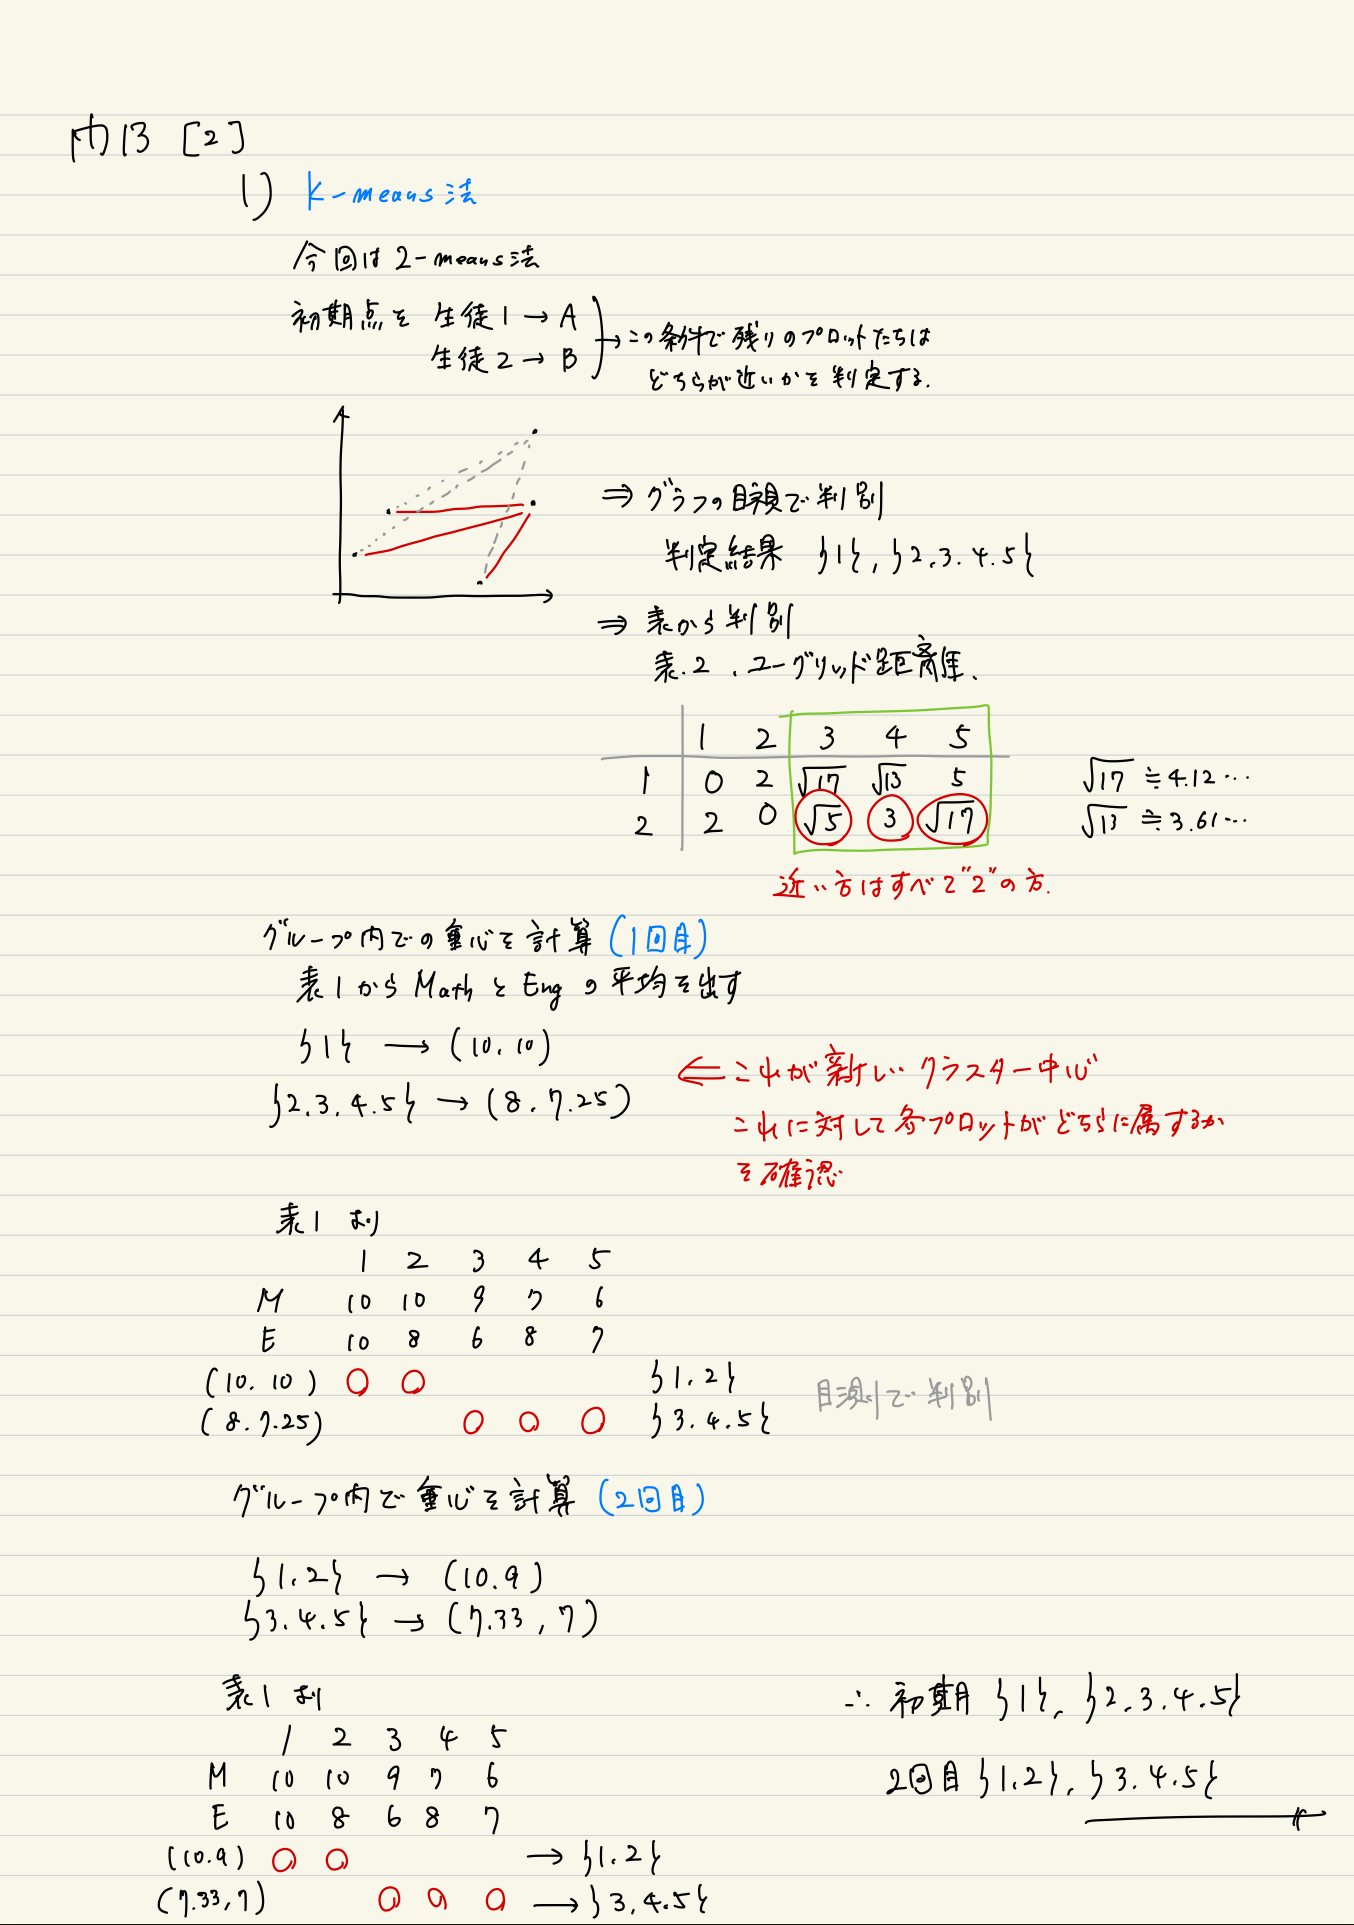 問13 [2]
1) k-means法
今回は2-means法
初期点を 生徒1 → A
生徒2 → B
→ この条件で残りのプロットたちは
どちらが近いかを判定する.
⇒ グラフの目視で判別
判定結果 {1}, {2.3.4.5}
⇒ 表から判別
表.2 . ユークリッド距離.
1 2 3 4 5
1 0 2 √17 √13 5
2 2 0 √5 3 √17
√17 ≒ 4.12…
√13 ≒ 3.61…
近い方はすべて"2"の方.
グループ内での重心を計算 (1回目)
表1からMathとEngの平均を出す
{1} → (10.10)
{2.3.4.5} → (8.7.25)
⇐ これが新しいクラスター中心
これに対して各プロットがどちらに属するか
を確認
表1より
1 2 3 4 5
M 10 10 9 7 6
E 10 8 6 8 7
(10.10) ○ ○ {1.2}
(8.7.25) ○ ○ ○ {3.4.5}
目測で判別
グループ内で重心を計算 (2回目)
{1.2} → (10.9)
{3.4.5} → (7.33, 7)
表1より
1 2 3 4 5
M 10 10 9 7 6
E 10 8 6 8 7
(10.9) ○ ○ → {1.2}
(7.33,7) ○ ○ ○ → {3.4.5}
∴ 初期 {1}, {2.3.4.5}
2回目 {1.2}, {3.4.5}